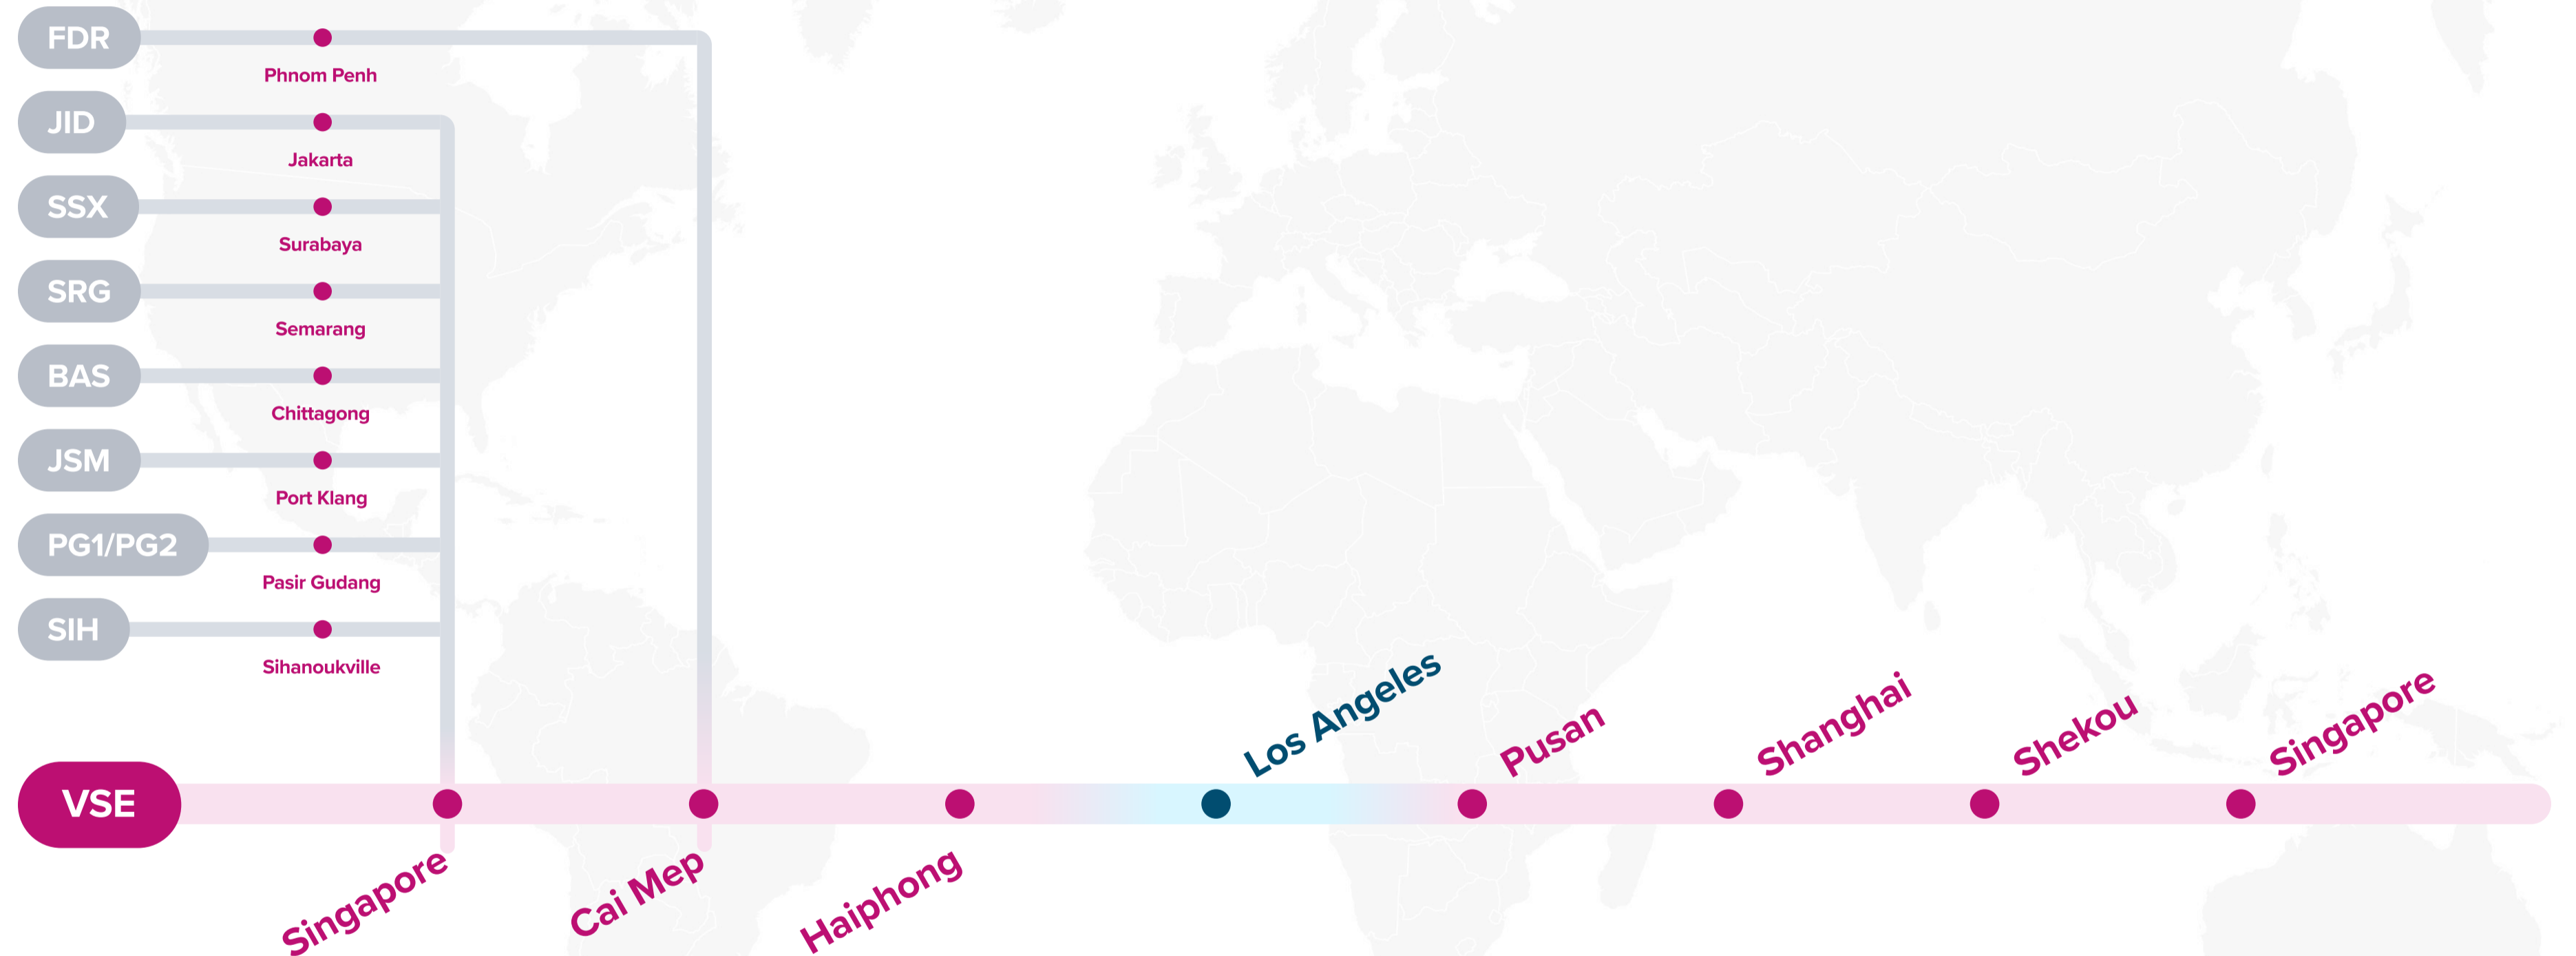 FDR
Phnom Penh
JID
Jakarta
SSX
Surabaya
SRG
Semarang
BAS
Chittagong
JSM
Port Klang
PG1/PG2
Pasir Gudang
SIH
Sihanoukville
VSE
Singapore
Cai Mep
Haiphong
Los Angeles
Pusan
Shanghai
Shekou
Singapore